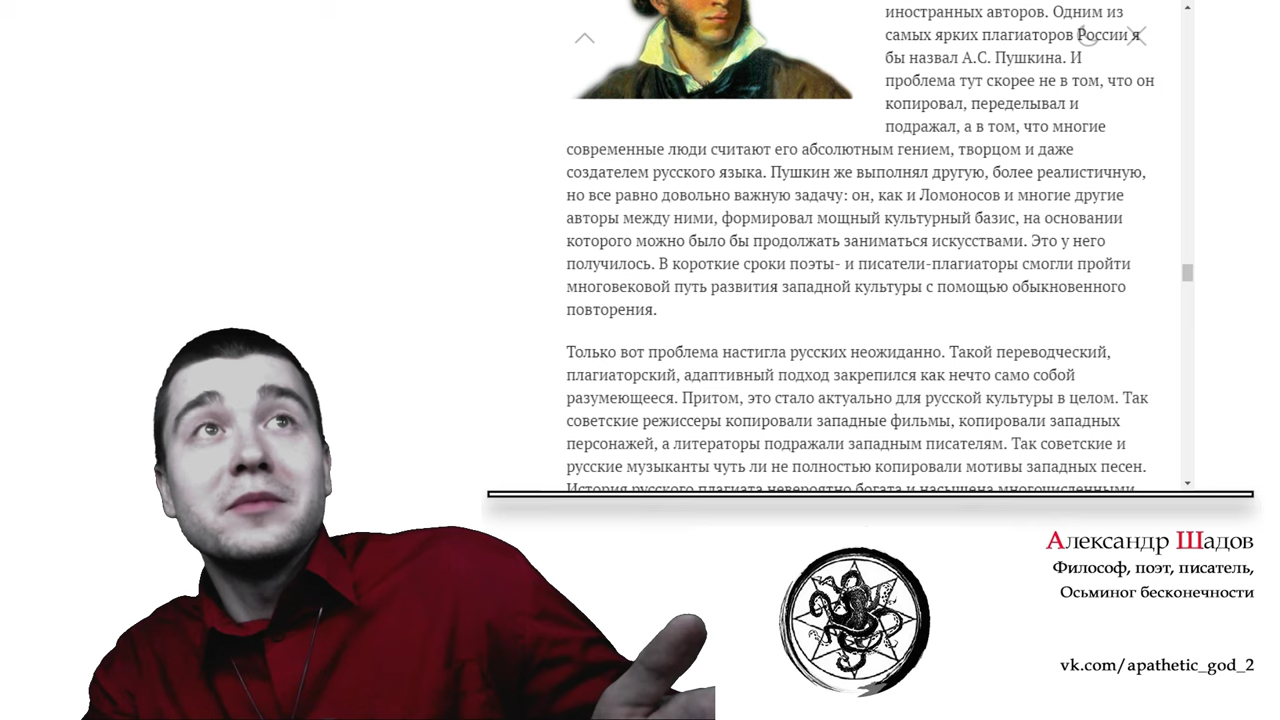 иностранных авторов. Одним из
самых ярких плагиаторов России я
бы назвал А.С. Пушкина. И
проблема тут скорее не в том, что он
копировал, переделывал и
подражал, а в том, что многие
современные люди считают его абсолютным гением, творцом и даже
создателем русского языка. Пушкин же выполнял другую, более реалистичную,
но все равно довольно важную задачу: он, как и Ломоносов и многие другие
авторы между ними, формировал мощный культурный базис, на основании
которого можно было бы продолжать заниматься искусствами. Это у него
получилось. В короткие сроки поэты- и писатели-плагиаторы смогли пройти
многовековой путь развития западной культуры с помощью обыкновенного
повторения.
Только вот проблема настигла русских неожиданно. Такой переводческий,
плагиаторский, адаптивный подход закрепился как нечто само собой
разумеющееся. Притом, это стало актуально для русской культуры в целом. Так
советские режиссеры копировали западные фильмы, копировали западных
персонажей, а литераторы подражали западным писателям. Так советские и
русские музыканты чуть ли не полностью копировали мотивы западных песен.
История русского плагиата невероятно богата и насыщена многочисленными
Александр Шадов
Философ, поэт, писатель,
Осьминог бесконечности
vk.com/apathetic_god_2